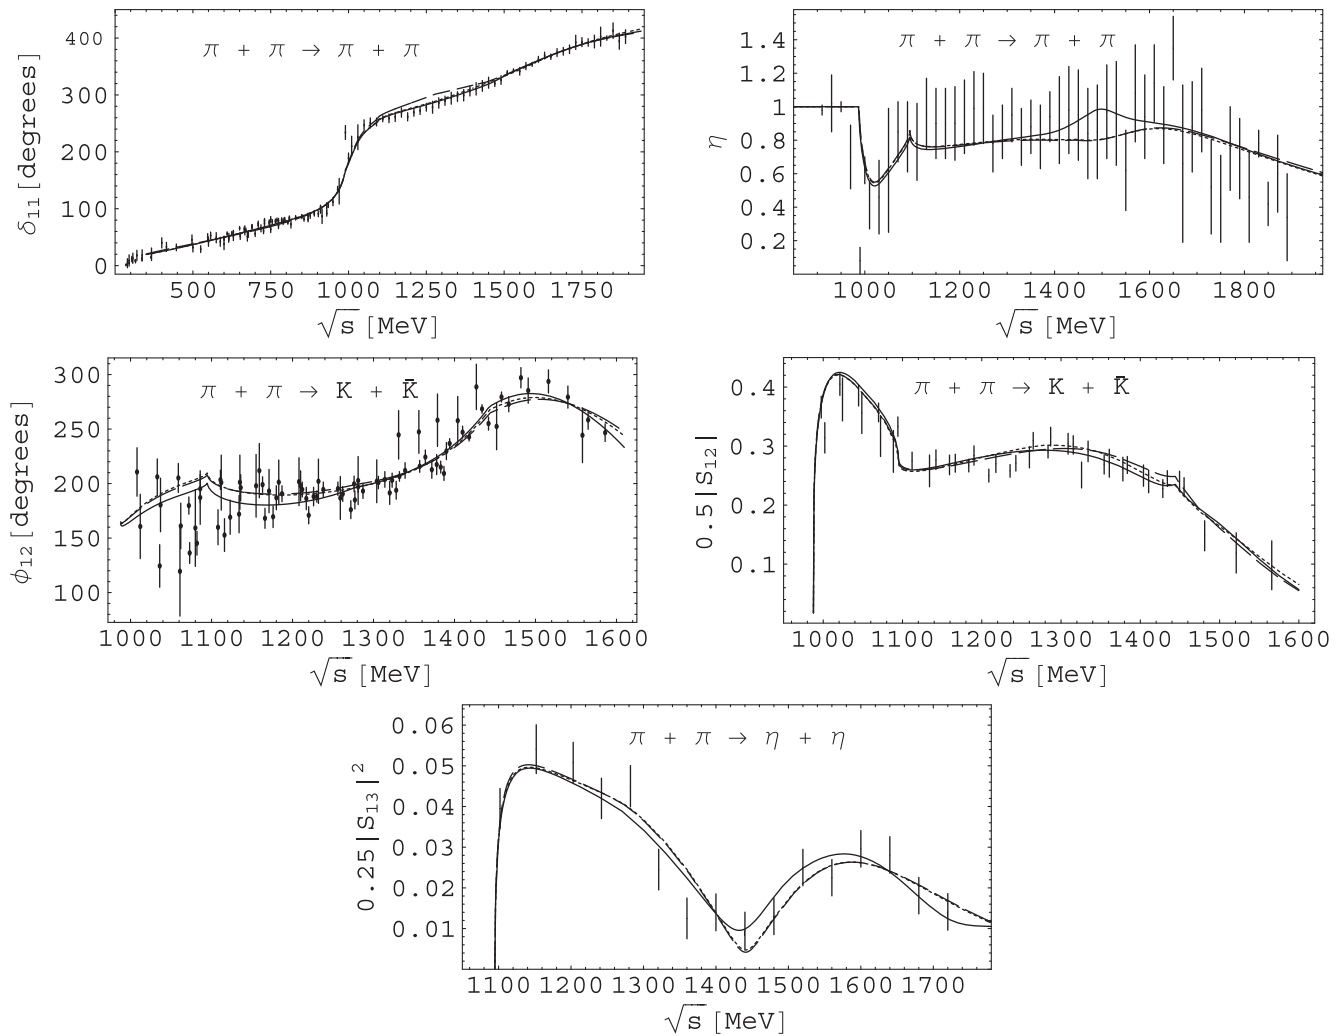 π + π → π + π
δ₁₁ [degrees]
400
300
200
100
0
500 750 1000 1250 1500 1750
√s [MeV]
π + π → π + π
η
1.4
1.2
1
0.8
0.6
0.4
0.2
1000 1200 1400 1600 1800
√s [MeV]
π + π → K + K̄
φ₁₂ [degrees]
300
250
200
150
100
1000 1100 1200 1300 1400 1500 1600
√s [MeV]
π + π → K + K̄
0.5|S₁₂|
0.4
0.3
0.2
0.1
1000 1100 1200 1300 1400 1500 1600
√s [MeV]
π + π → η + η
0.25|S₁₃|²
0.06
0.05
0.04
0.03
0.02
0.01
1100 1200 1300 1400 1500 1600 1700
√s [MeV]